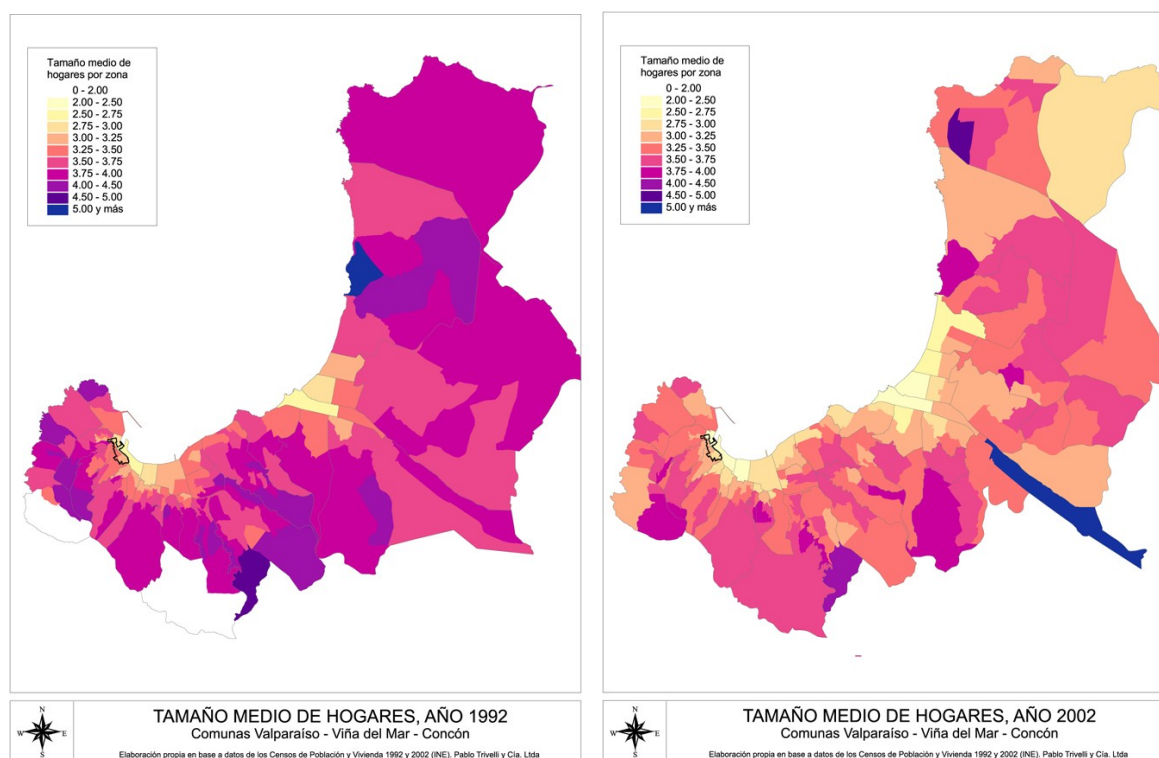 Tamaño medio de
hogares por zona
0 - 2.00
2.00 - 2.50
2.50 - 2.75
2.75 - 3.00
3.00 - 3.25
3.25 - 3.50
3.50 - 3.75
3.75 - 4.00
4.00 - 4.50
4.50 - 5.00
5.00 y más
N
W E
S
TAMAÑO MEDIO DE HOGARES, AÑO 1992
Comunas Valparaíso - Viña del Mar - Concón
Elaboración propia en base a datos de los Censos de Población y Vivienda 1992 y 2002 (INE). Pablo Trivelli y Cía. Ltda
Tamaño medio de
hogares por zona
0 - 2.00
2.00 - 2.50
2.50 - 2.75
2.75 - 3.00
3.00 - 3.25
3.25 - 3.50
3.50 - 3.75
3.75 - 4.00
4.00 - 4.50
4.50 - 5.00
5.00 y más
N
W E
S
TAMAÑO MEDIO DE HOGARES, AÑO 2002
Comunas Valparaíso - Viña del Mar - Concón
Elaboración propia en base a datos de los Censos de Población y Vivienda 1992 y 2002 (INE). Pablo Trivelli y Cía. Ltda